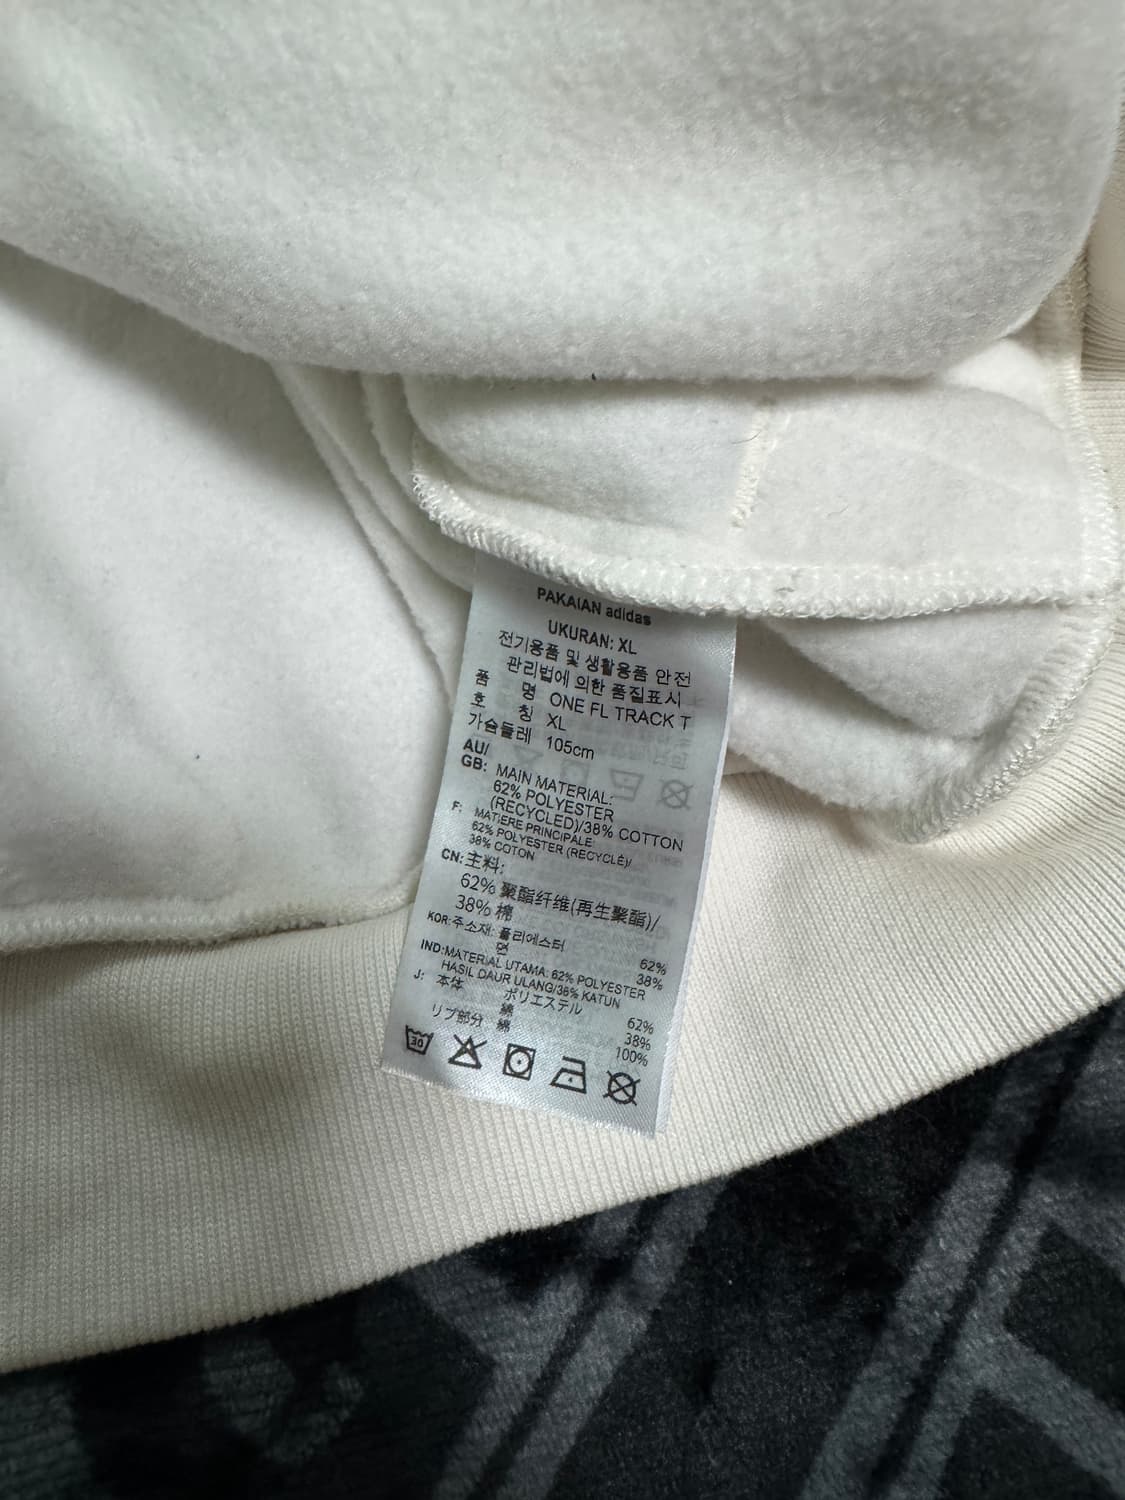 PAKAIAN adidas
UKURAN: XL
전기용품 및 생활용품 안전
관리법에 의한 품질표시
품 명 ONE FL TRACK T
호 칭 XL
가슴둘레 105cm
AU/
GB: MAIN MATERIAL:
62% POLYESTER
(RECYCLED)/38% COTTON
F: MATIÈRE PRINCIPALE:
62% POLYESTER (RECYCLÉ)/
38% COTON
CN: 主料:
62% 聚酯纤维(再生聚酯)/
38% 棉
KOR: 주소재: 폴리에스터 62%
면 38%
IND: MATERIAL UTAMA: 62% POLYESTER
HASIL DAUR ULANG/38% KATUN
J: 本体 ポリエステル 62%
綿 38%
リブ部分 綿 100%
30